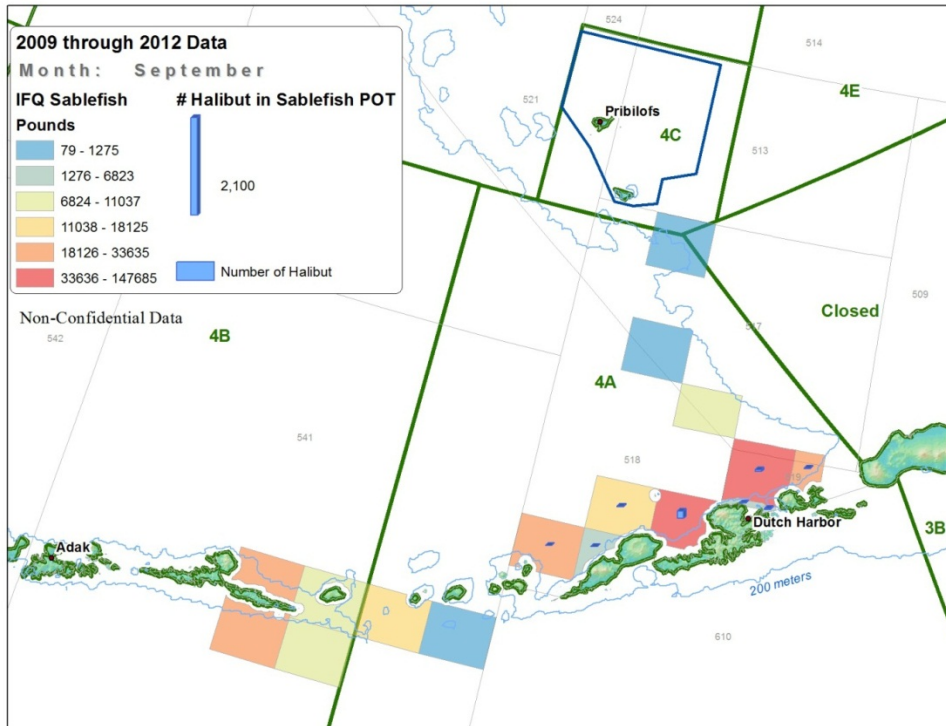 2009 through 2012 Data
Month: September
IFQ Sablefish
Pounds
79 - 1275
1276 - 6823
6824 - 11037
11038 - 18125
18126 - 33635
33636 - 147685
# Halibut in Sablefish POT
2,100
Number of Halibut
Non-Confidential Data
524
514
4E
521
Pribilofs
4C
513
509
Closed
517
542
4B
4A
541
518
519
Dutch Harbor
3B
Adak
200 meters
610